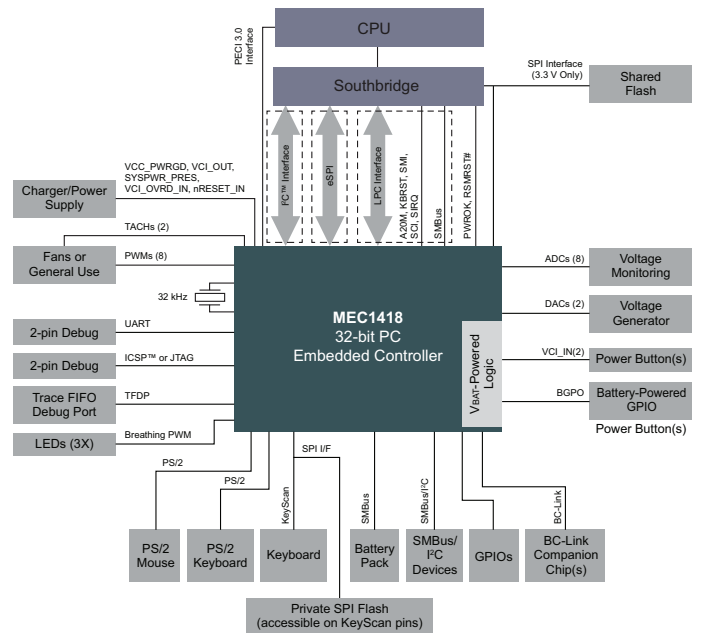 CPU
PECI 3.0
Interface
Southbridge
SPI Interface
(3.3 V Only)
Shared
Flash
I²C™ Interface
eSPI
LPC Interface
A20M, KBRST, SMI,
SCI, SIRQ
SMBus
PWROK, RSMRST#
VCC_PWRGD, VCI_OUT,
SYSPWR_PRES,
VCI_OVRD_IN, nRESET_IN
Charger/Power
Supply
TACHs (2)
Fans or
General Use
PWMs (8)
32 kHz
2-pin Debug
UART
2-pin Debug
ICSP™ or JTAG
Trace FIFO
Debug Port
TFDP
LEDs (3X)
Breathing PWM
MEC1418
32-bit PC
Embedded Controller
VBAT-Powered
Logic
ADCs (8)
Voltage
Monitoring
DACs (2)
Voltage
Generator
VCI_IN(2)
Power Button(s)
BGPO
Battery-Powered
GPIO
Power Button(s)
PS/2
PS/2
KeyScan
SPI I/F
SMBus
SMBus/I²C
BC-Link
PS/2
Mouse
PS/2
Keyboard
Keyboard
Battery
Pack
SMBus/
I²C
Devices
GPIOs
BC-Link
Companion
Chip(s)
Private SPI Flash
(accessible on KeyScan pins)